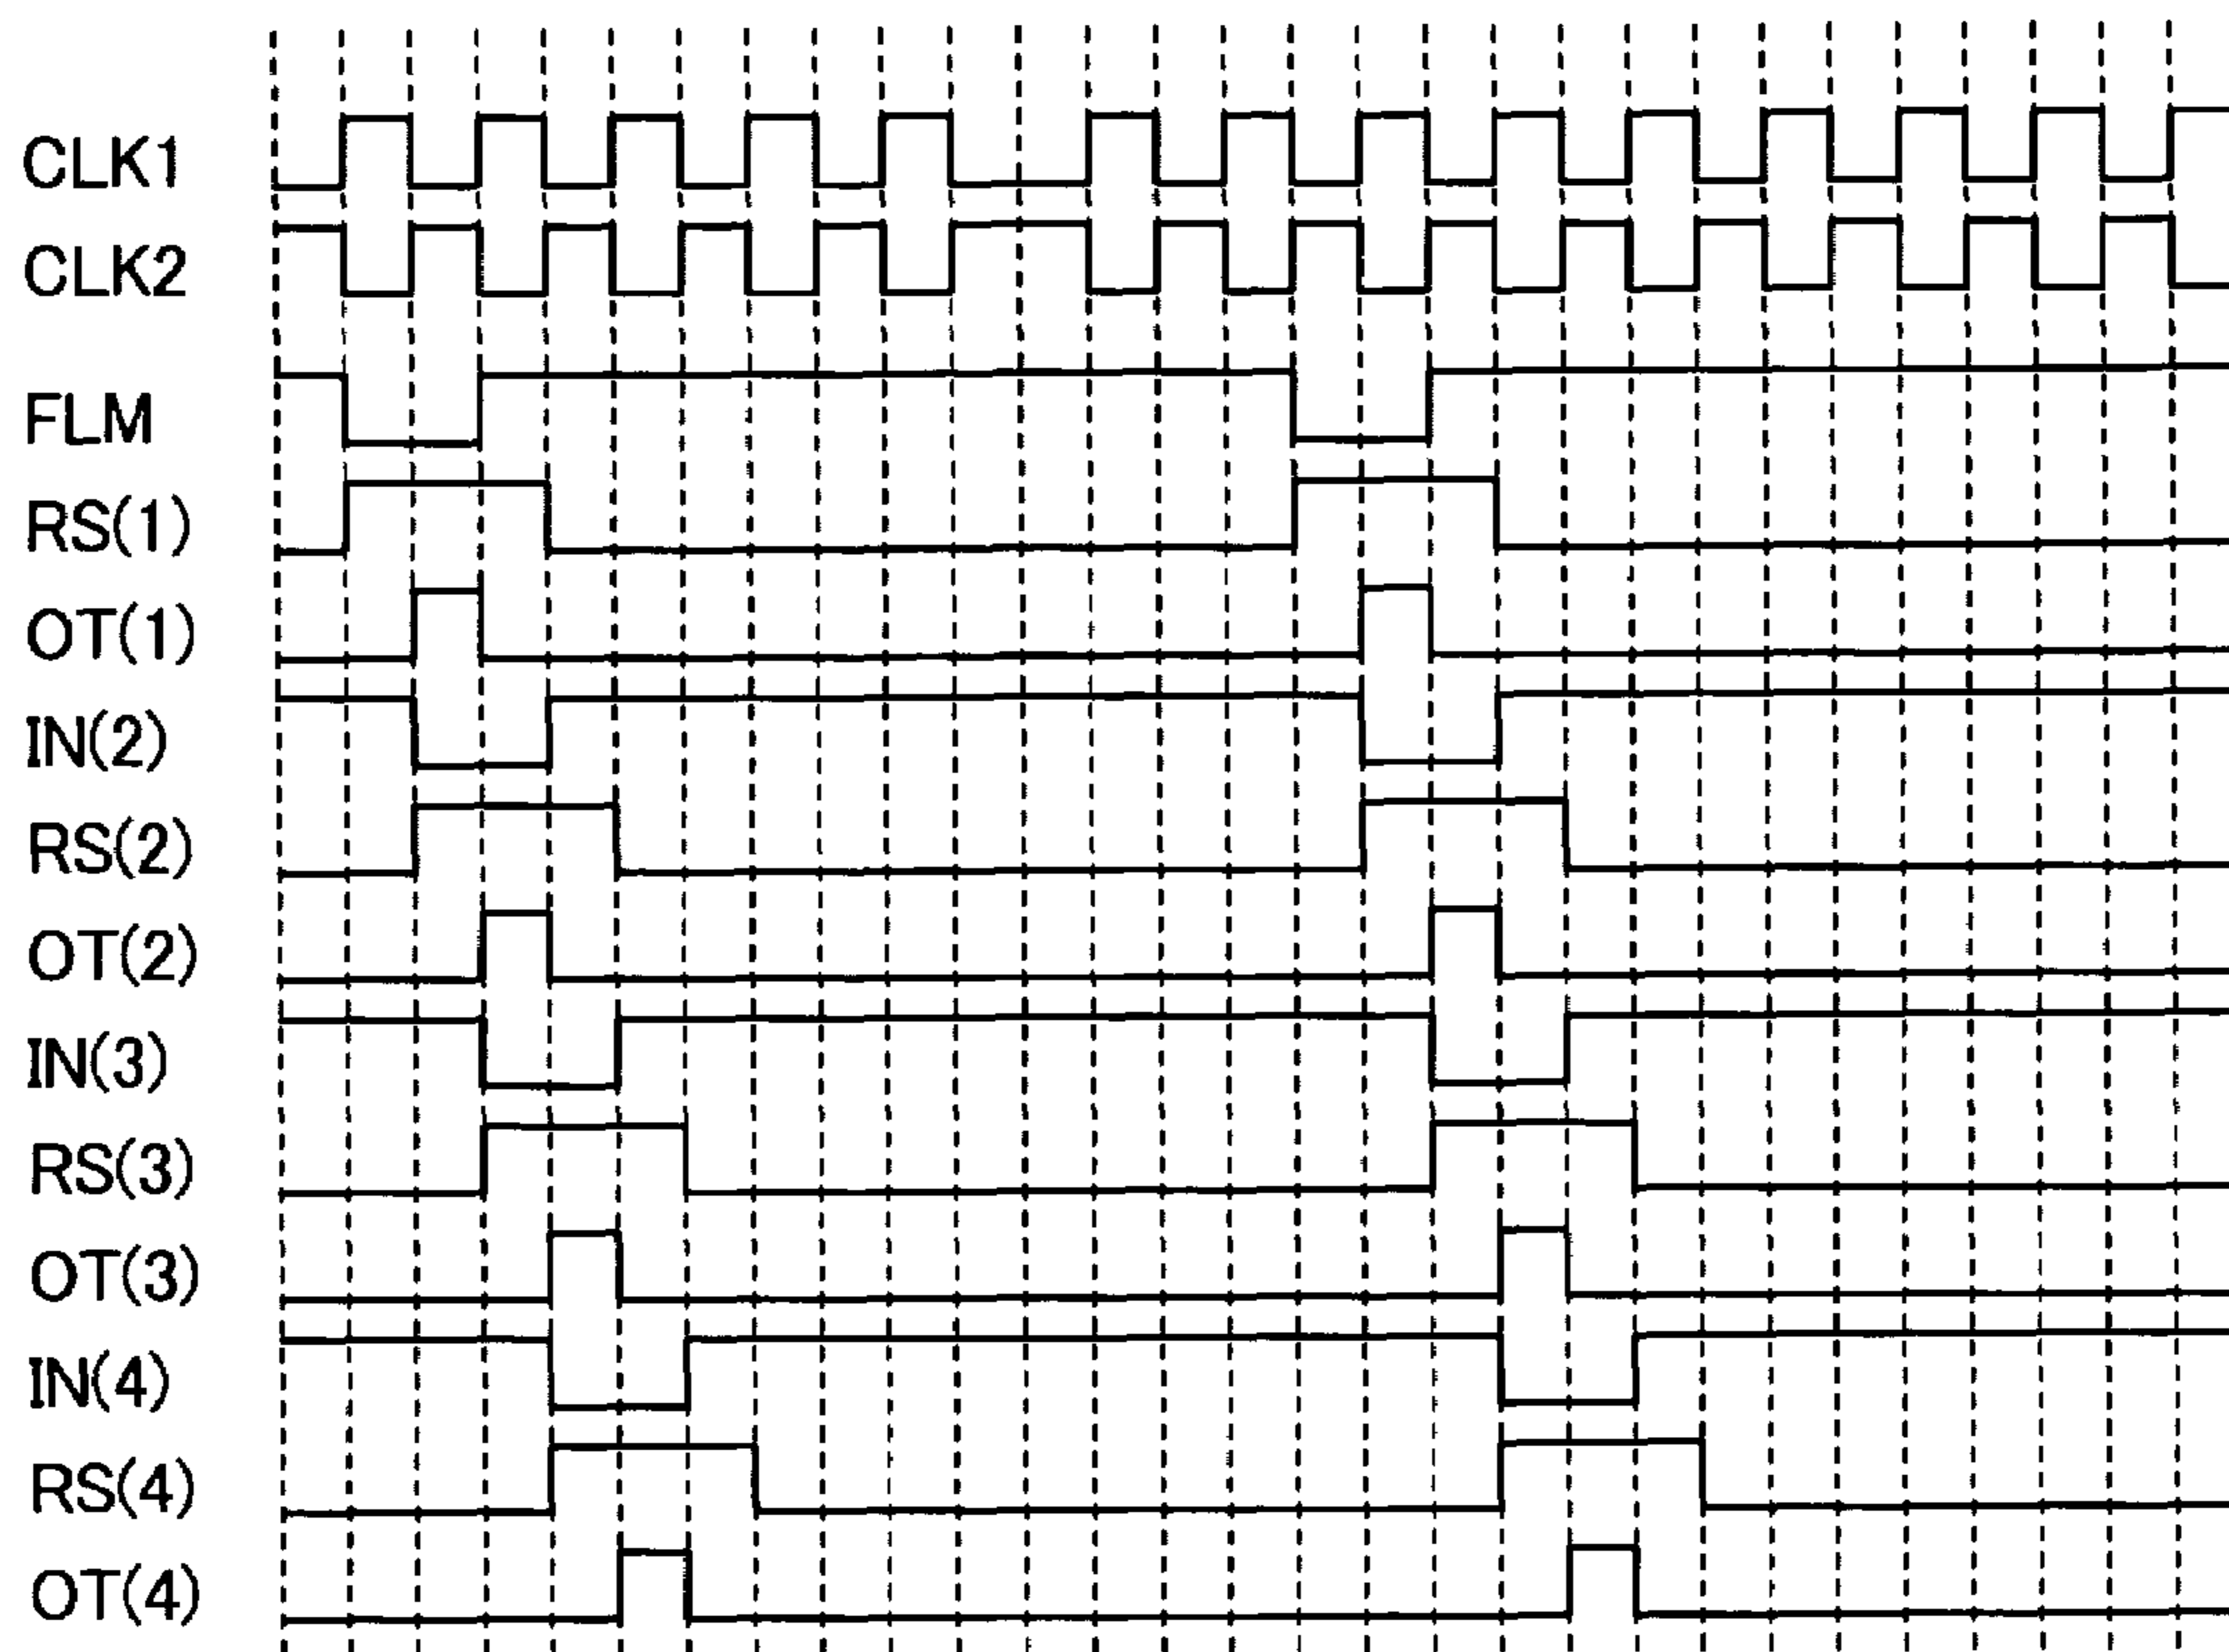 CLK1
CLK2
FLM
RS(1)
OT(1)
IN(2)
RS(2)
OT(2)
IN(3)
RS(3)
OT(3)
IN(4)
RS(4)
OT(4)